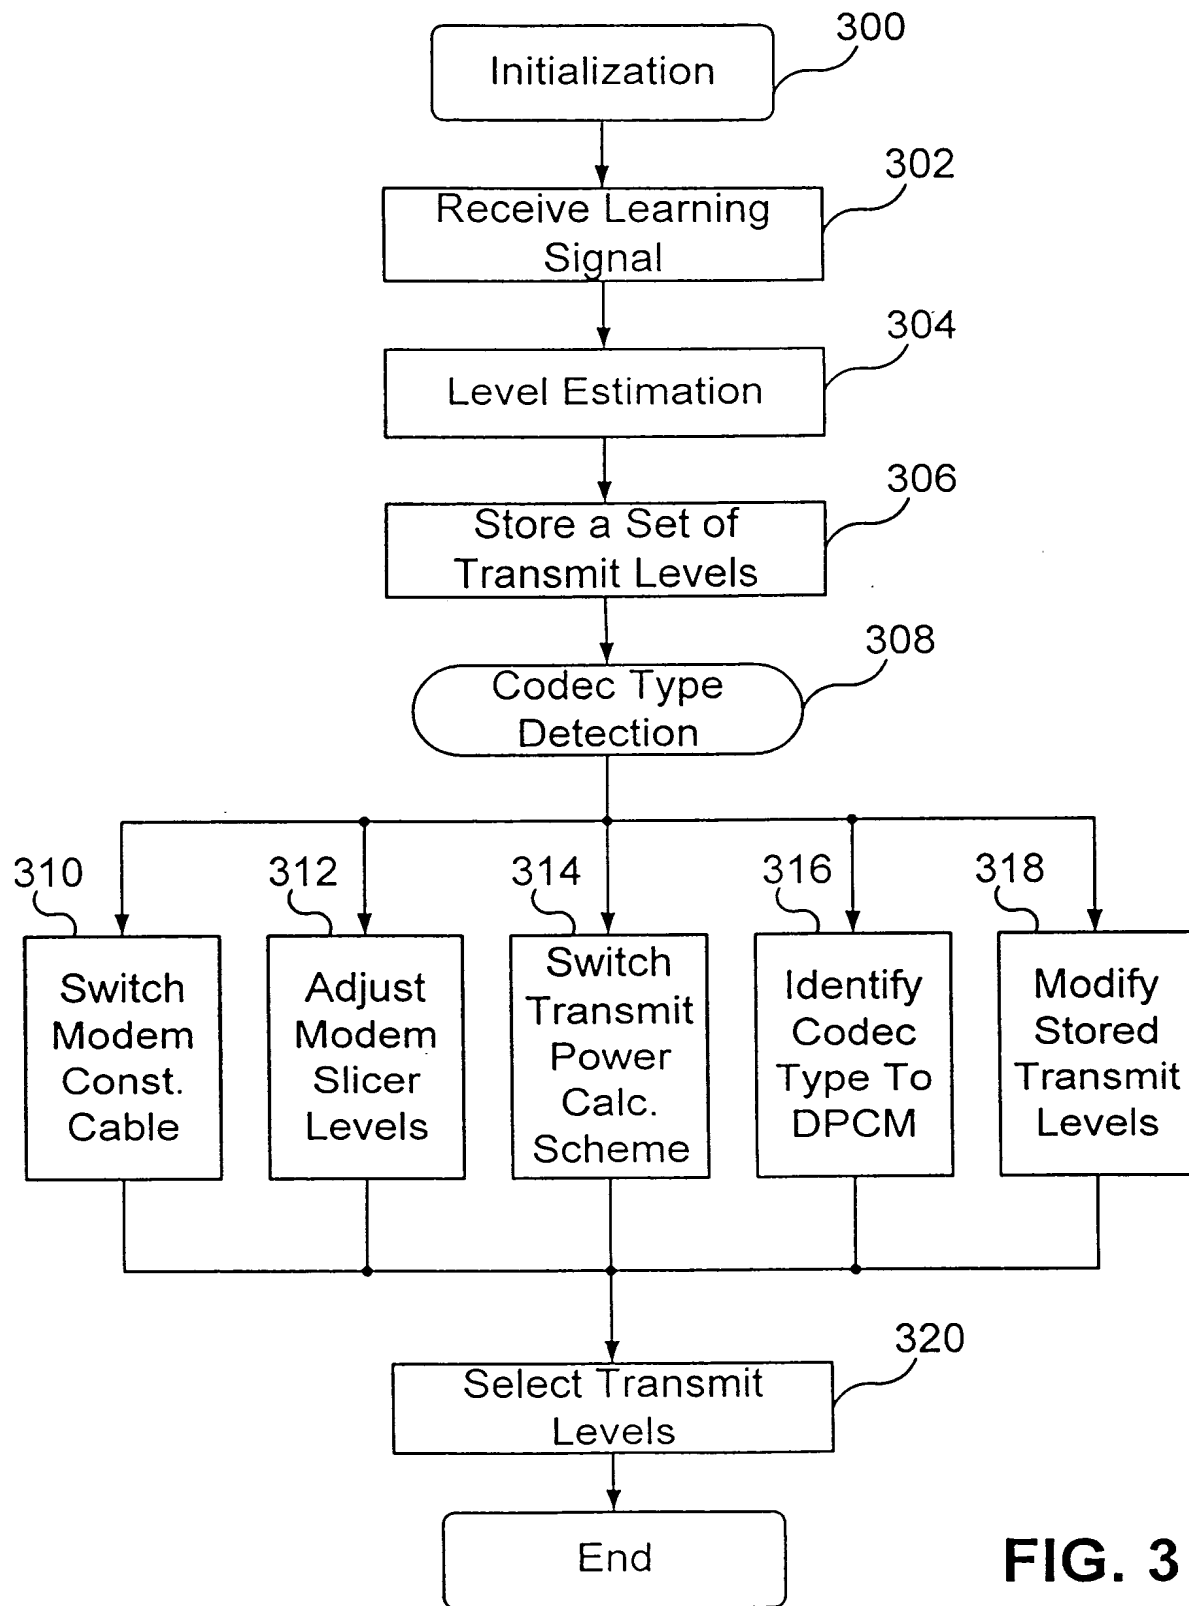 300
Initialization
302
Receive Learning
Signal
304
Level Estimation
306
Store a Set of
Transmit Levels
308
Codec Type
Detection
310
Switch
Modem
Const.
Cable
312
Adjust
Modem
Slicer
Levels
314
Switch
Transmit
Power
Calc.
Scheme
316
Identify
Codec
Type To
DPCM
318
Modify
Stored
Transmit
Levels
320
Select Transmit
Levels
End
FIG. 3